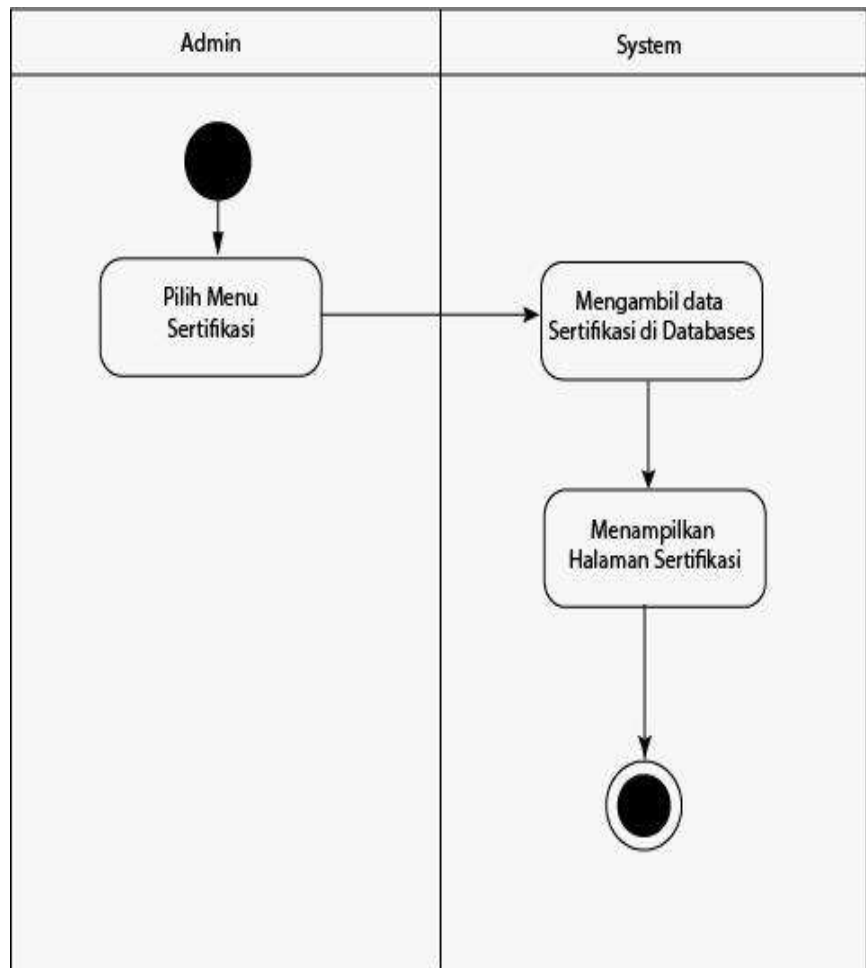 Admin
System
Pilih Menu
Sertifikasi
Mengambil data
Sertifikasi di Databases
Menampilkan
Halaman Sertifikasi